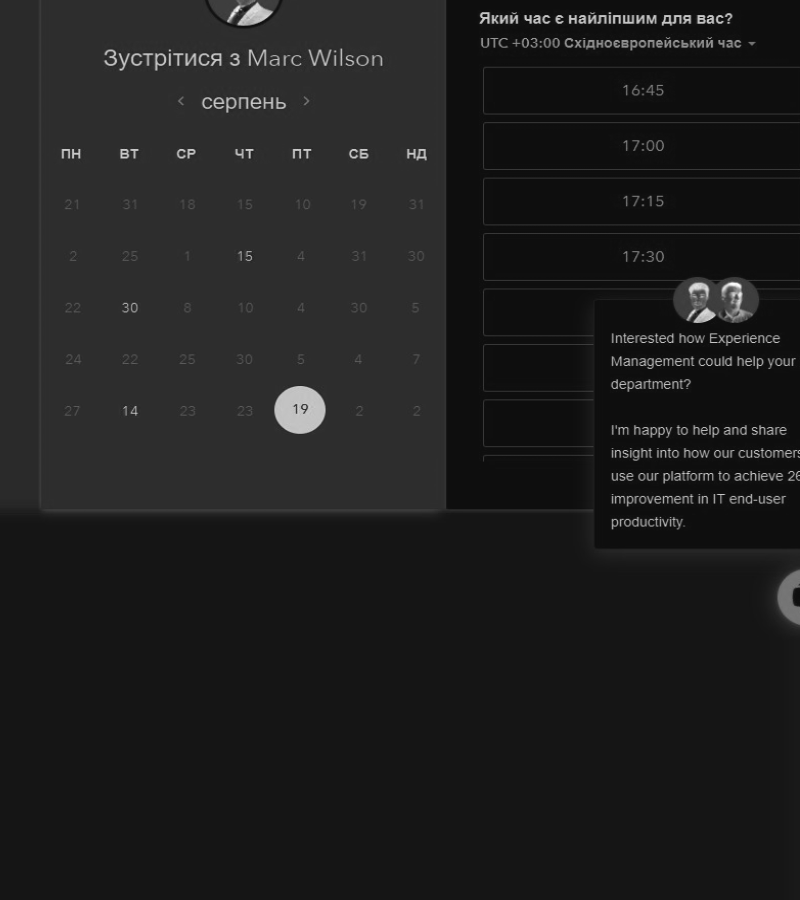 Зустрітися з Marc Wilson
‹ серпень ›
ПН ВТ СР ЧТ ПТ СБ НД
21 31 18 15 10 19 31
2 25 1 15 4 31 30
22 30 8 10 4 30 5
24 22 25 30 5 4 7
27 14 23 23 19 2 2
Який час є найліпшим для вас?
UTC +03:00 Східноєвропейський час
16:45
17:00
17:15
17:30
Interested how Experience
Management could help your
department?
I'm happy to help and share
insight into how our customers
use our platform to achieve 26
improvement in IT end-user
productivity.